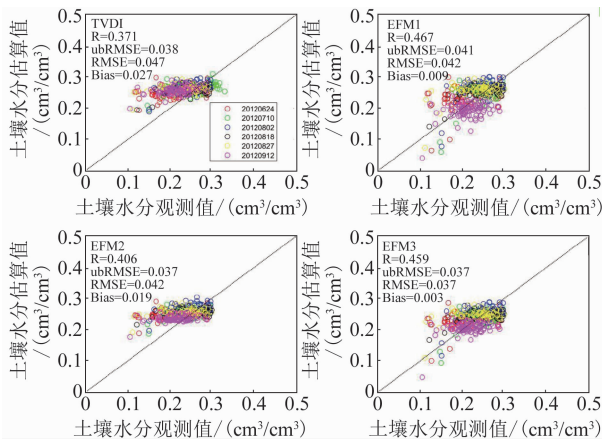 TVDI
R=0.371
ubRMSE=0.038
RMSE=0.047
Bias=0.027
20120624
20120710
20120802
20120818
20120827
20120912
0.5
0.4
0.3
0.2
0.1
0
0
0.1
0.2
0.3
0.4
0.5
土壤水分估算值
/(cm³/cm³)
土壤水分观测值/(cm³/cm³)
EFM1
R=0.467
ubRMSE=0.041
RMSE=0.042
Bias=0.009
0.5
0.4
0.3
0.2
0.1
0
0
0.1
0.2
0.3
0.4
0.5
土壤水分估算值
/(cm³/cm³)
土壤水分观测值/(cm³/cm³)
EFM2
R=0.406
ubRMSE=0.037
RMSE=0.042
Bias=0.019
0.5
0.4
0.3
0.2
0.1
0
0
0.1
0.2
0.3
0.4
0.5
土壤水分估算值
/(cm³/cm³)
土壤水分观测值/(cm³/cm³)
EFM3
R=0.459
ubRMSE=0.037
RMSE=0.037
Bias=0.003
0.5
0.4
0.3
0.2
0.1
0
0
0.1
0.2
0.3
0.4
0.5
土壤水分估算值
/(cm³/cm³)
土壤水分观测值/(cm³/cm³)